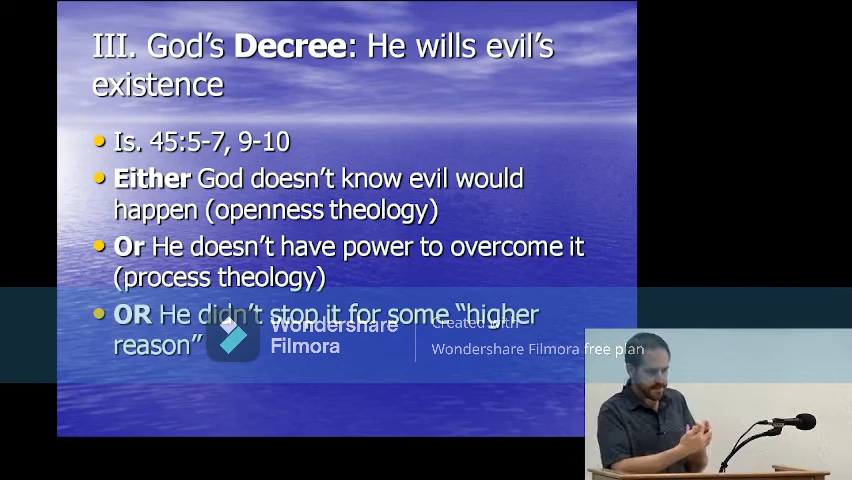 III. God's Decree: He wills evil's
existence
• Is. 45:5-7, 9-10
• Either God doesn't know evil would
happen (openness theology)
• Or He doesn't have power to overcome it
(process theology)
• OR He didn't stop it for some “higher
reason”
Wondershare
Filmora
Created with
Wondershare Filmora free plan